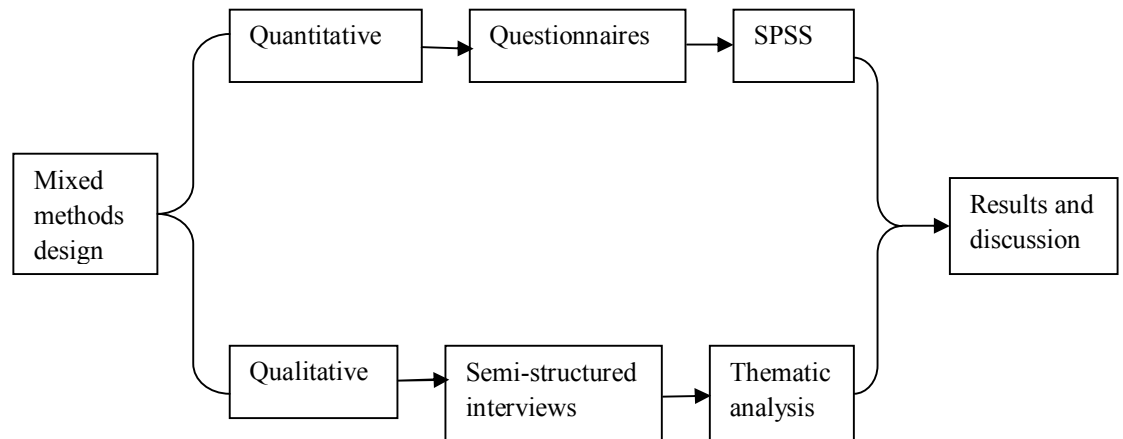 Quantitative
Questionnaires
SPSS
Mixed
methods
design
Results and
discussion
Qualitative
Semi-structured
interviews
Thematic
analysis